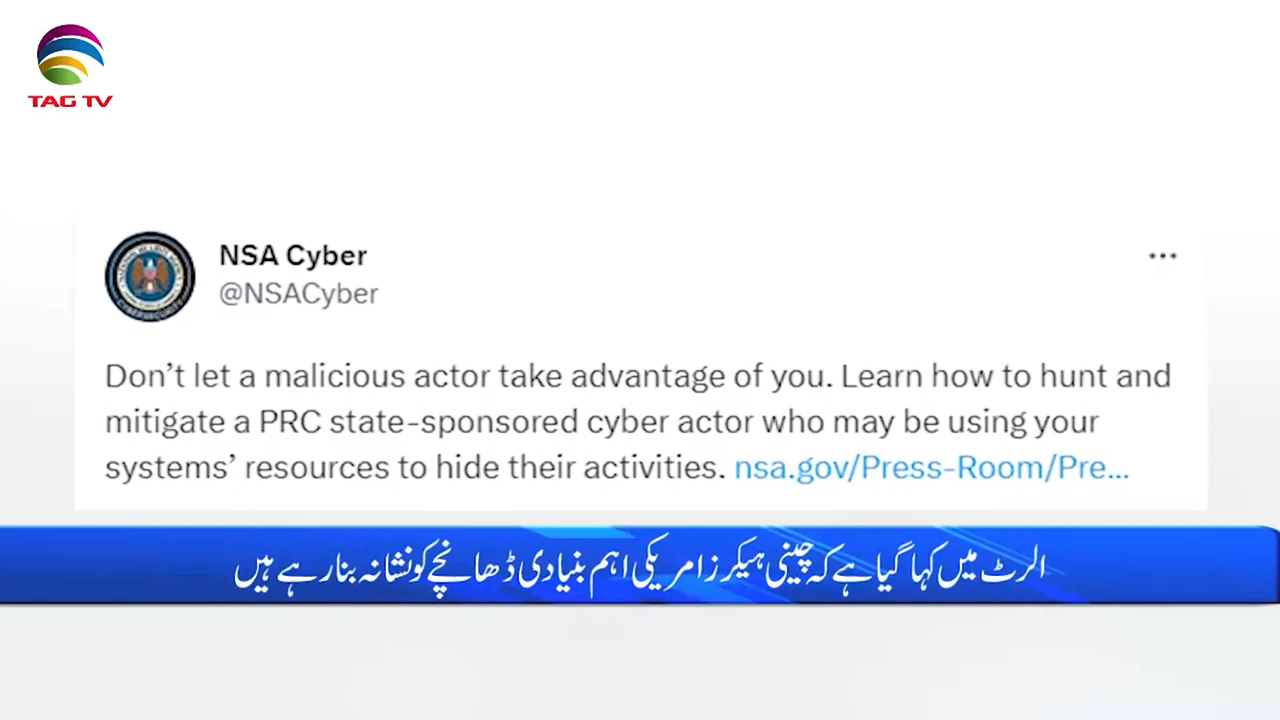 TAG TV
NSA Cyber
@NSACyber
Don’t let a malicious actor take advantage of you. Learn how to hunt and
mitigate a PRC state-sponsored cyber actor who may be using your
systems’ resources to hide their activities. nsa.gov/Press-Room/Pre...
الرٹ میں کہا گیا ہے کہ چینی ہیکرز امریکی اہم بنیادی ڈھانچے کو نشانہ بنا رہے ہیں